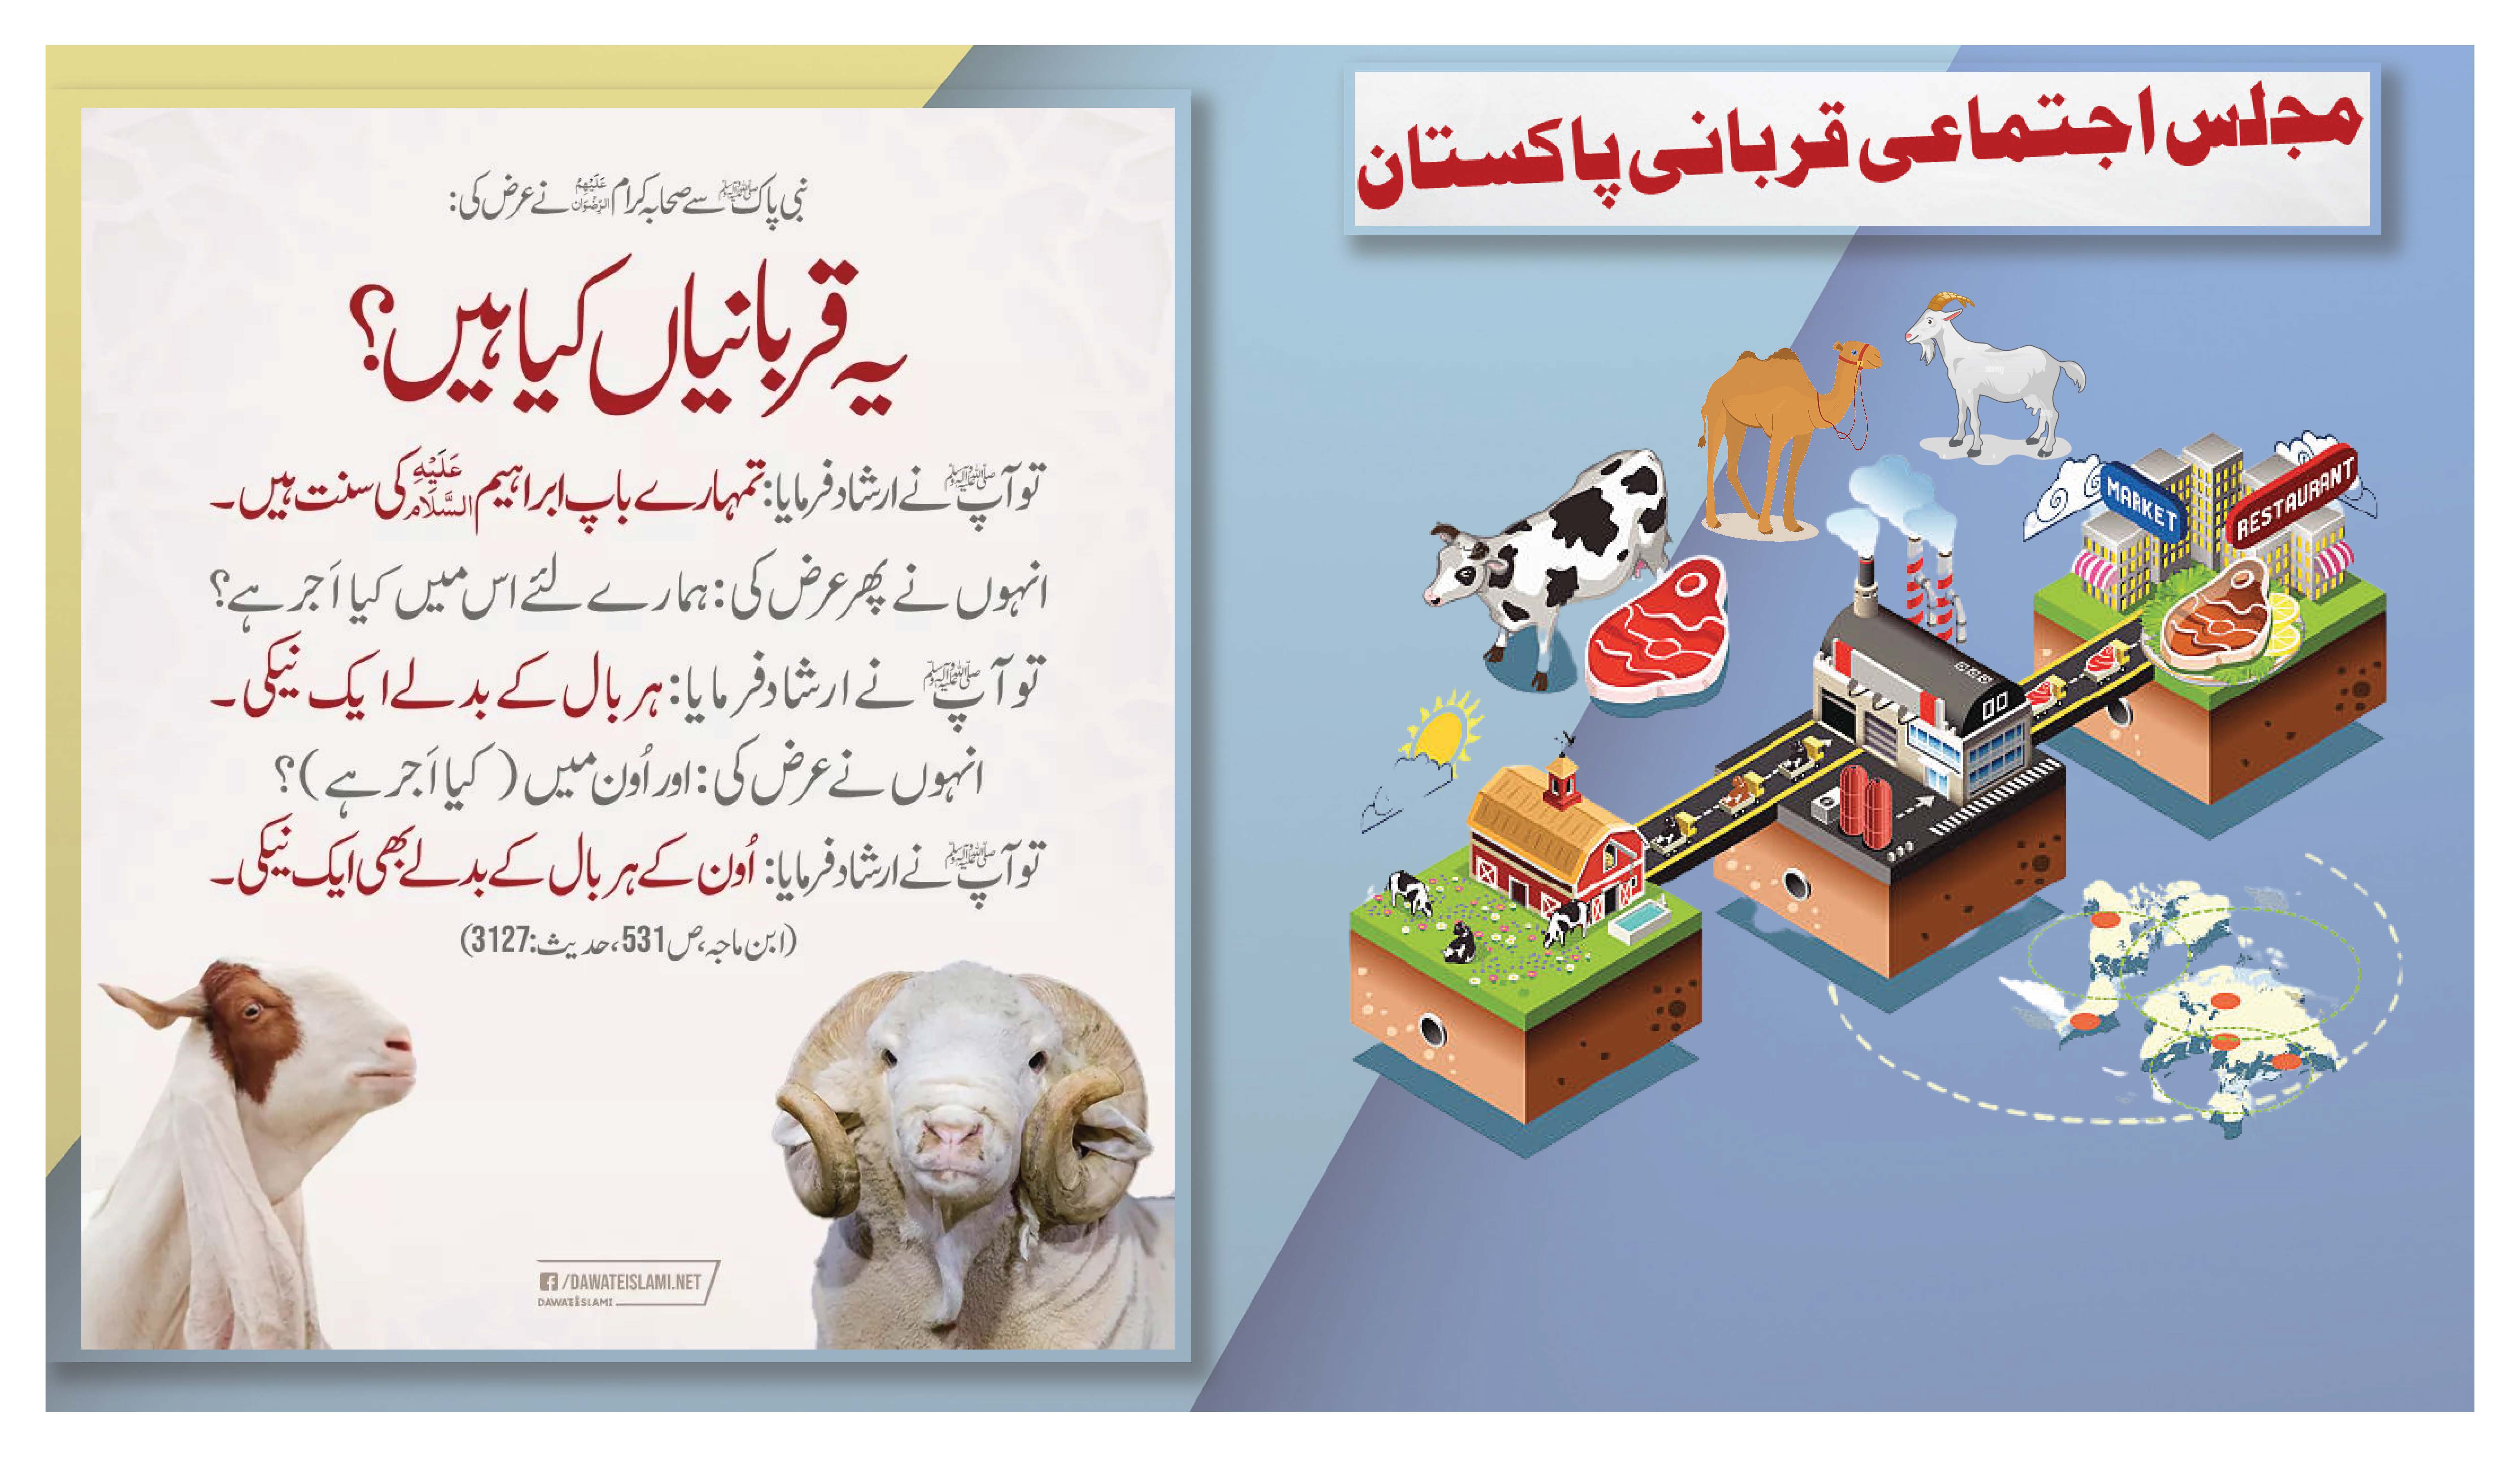 مجلس اجتماعی قربانی پاکستان
نبی پاک ﷺ سے صحابہ کرام عَلَیْہِمُ الرِّضْوَان نے عرض کی:
یہ قربانیاں کیا ہیں؟
تو آپ ﷺ نے ارشاد فرمایا: تمہارے باپ ابراہیم عَلَیْہِ السَّلَام کی سنت ہیں۔
انہوں نے پھر عرض کی: ہمارے لئے اس میں کیا اَجر ہے؟
تو آپ ﷺ نے ارشاد فرمایا: ہر بال کے بدلے ایک نیکی۔
انہوں نے عرض کی: اور اُون میں (کیا اَجر ہے)؟
تو آپ ﷺ نے ارشاد فرمایا: اُون کے ہر بال کے بدلے بھی ایک نیکی۔
(ابن ماجہ، ص531، حدیث:3127)
/DAWATEISLAMI.NET
DAWATEISLAMI
MARKET
RESTAURANT